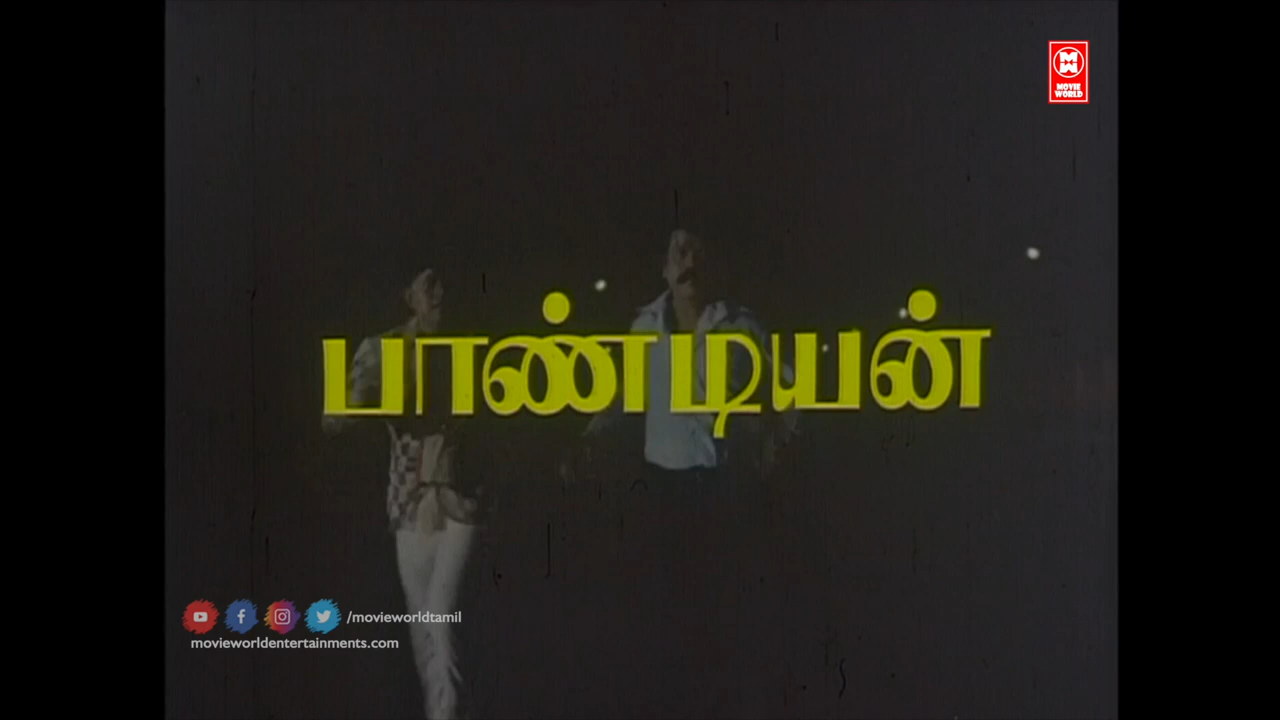 MOVIE
WORLD
பாண்டியன்
/movieworldtamil
movieworldentertainments.com